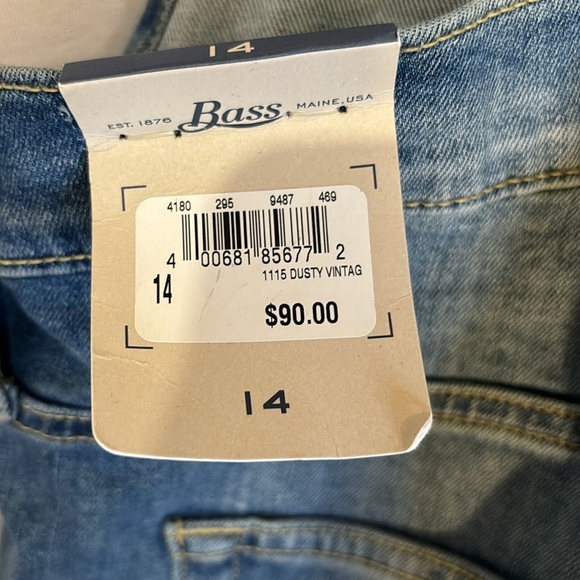 14
EST. 1876 Bass MAINE, USA
4180 295 9487 469
4 00681 85677 2
14 1115 DUSTY VINTAG
$90.00
14